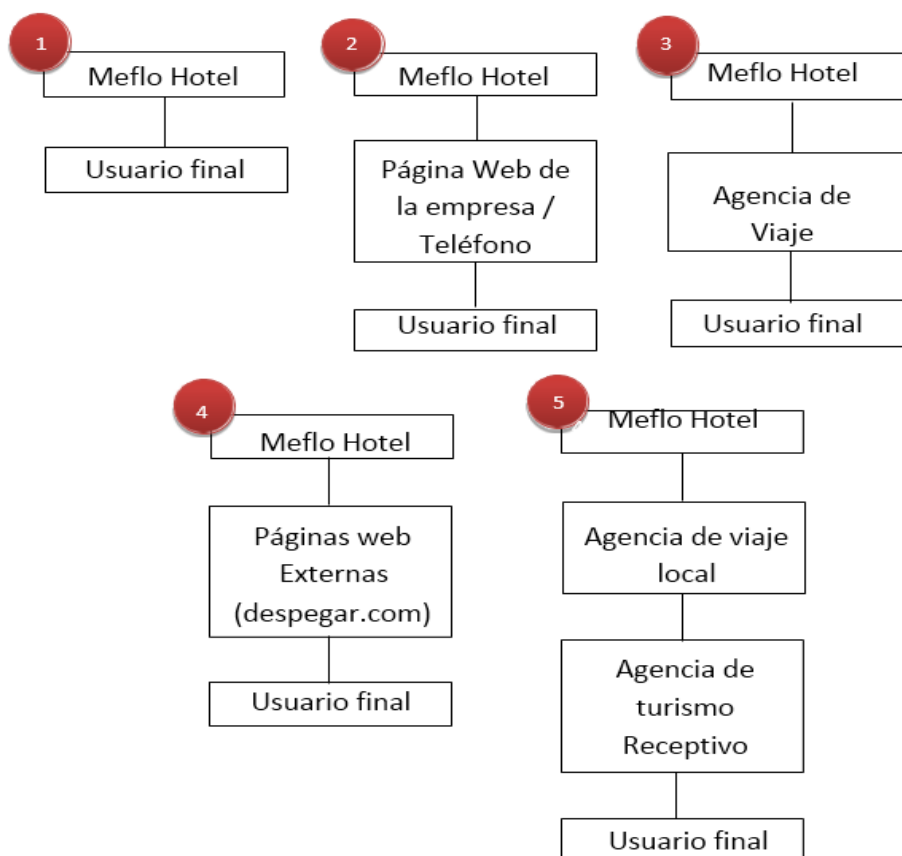 1
Meflo Hotel
Usuario final
2
Meflo Hotel
Página Web de
la empresa /
Teléfono
Usuario final
3
Meflo Hotel
Agencia de
Viaje
Usuario final
4
Meflo Hotel
Páginas web
Externas
(despegar.com)
Usuario final
5
Meflo Hotel
Agencia de viaje
local
Agencia de
turismo
Receptivo
Usuario final